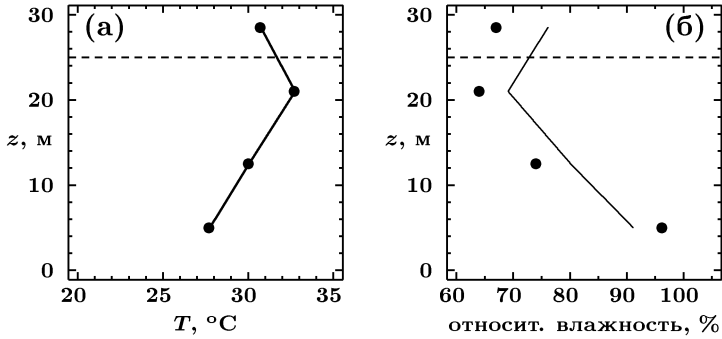 30 (а)
20
z, м
10
0
20 25 30 35
T, °C
30 (б)
20
z, м
10
0
60 70 80 90 100
относит. влажность, %